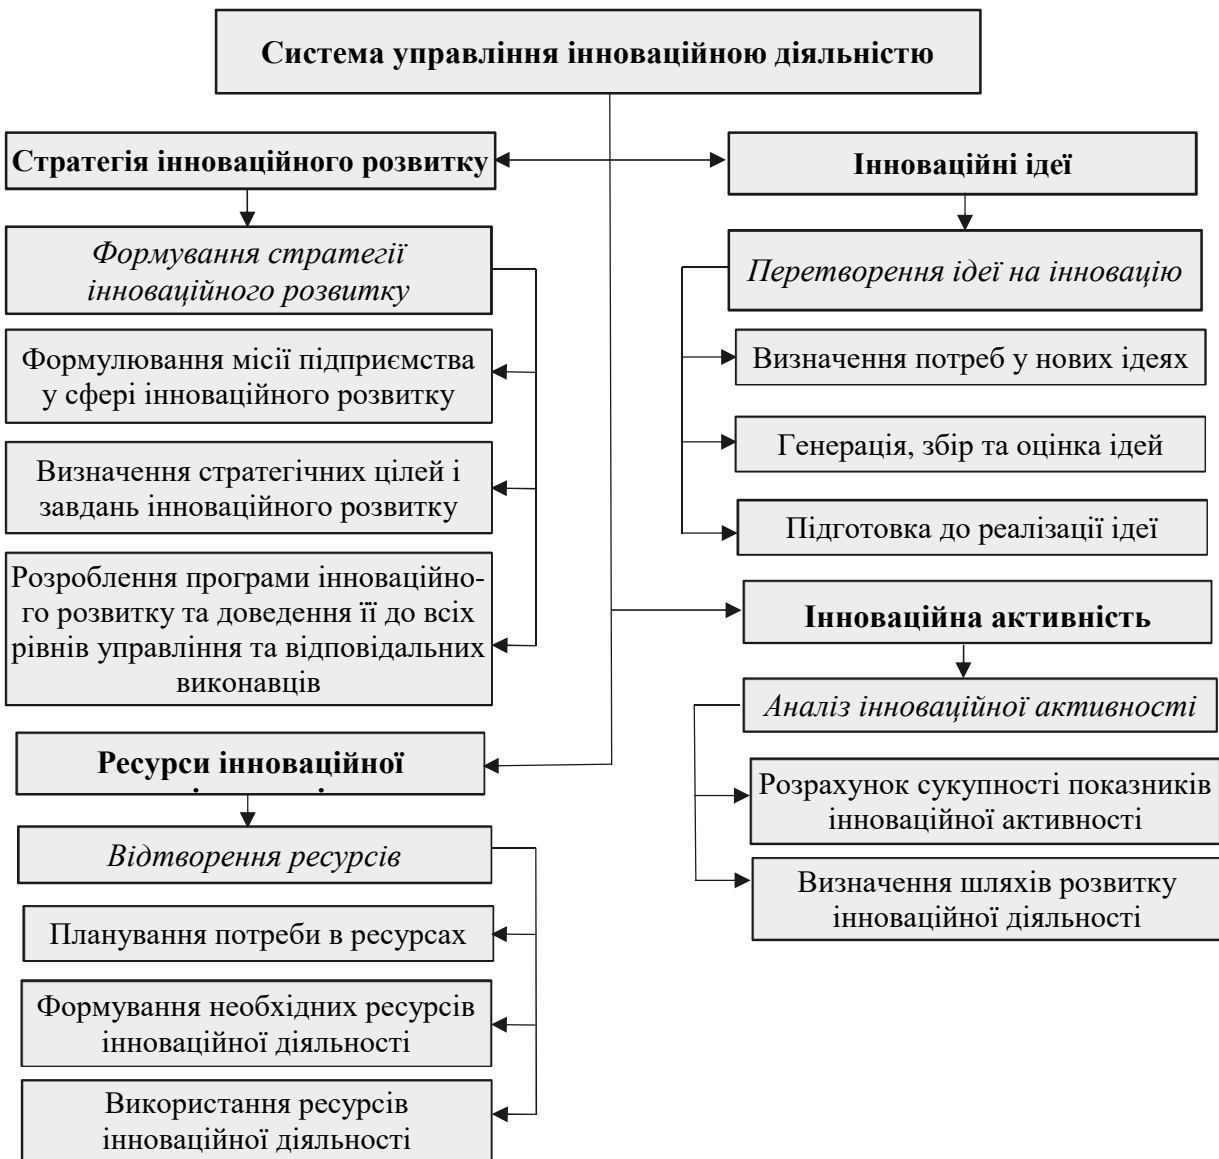 Система управління інноваційною діяльністю
Стратегія інноваційного розвитку
Формування стратегії
інноваційного розвитку
Формулювання місії підприємства
у сфері інноваційного розвитку
Визначення стратегічних цілей і
завдань інноваційного розвитку
Розроблення програми інноваційно-
го розвитку та доведення її до всіх
рівнів управління та відповідальних
виконавців
Ресурси інноваційної
Відтворення ресурсів
Планування потреби в ресурсах
Формування необхідних ресурсів
інноваційної діяльності
Використання ресурсів
інноваційної діяльності
Інноваційні ідеї
Перетворення ідеї на інновацію
Визначення потреб у нових ідеях
Генерація, збір та оцінка ідей
Підготовка до реалізації ідеї
Інноваційна активність
Аналіз інноваційної активності
Розрахунок сукупності показників
інноваційної активності
Визначення шляхів розвитку
інноваційної діяльності